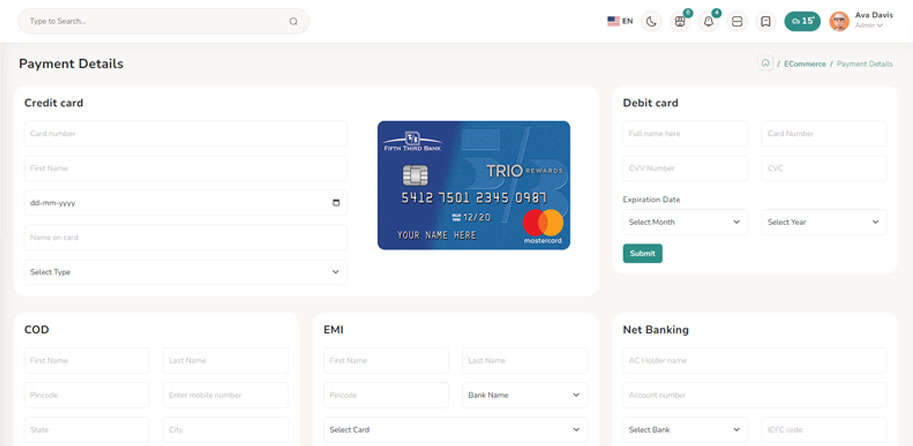 Type to Search...
EN
0
4
15°
Ava Davis
Admin
Payment Details
/ ECommerce / Payment Details
Credit card
Card number
First Name
dd-mm-yyyy
Name on card
Select Type
FIFTH THIRD BANK
TRIO REWARDS
5412 7501 2345 0987
VALID THRU 12/20
YOUR NAME HERE
mastercard
Debit card
Full name here
Card Number
CVV Number
CVC
Expiration Date
Select Month
Select Year
Submit
COD
First Name
Last Name
Pincode
Enter mobile number
State
City
EMI
First Name
Last Name
Pincode
Bank Name
Select Card
Net Banking
AC Holder name
Account number
Select Bank
ICFC code